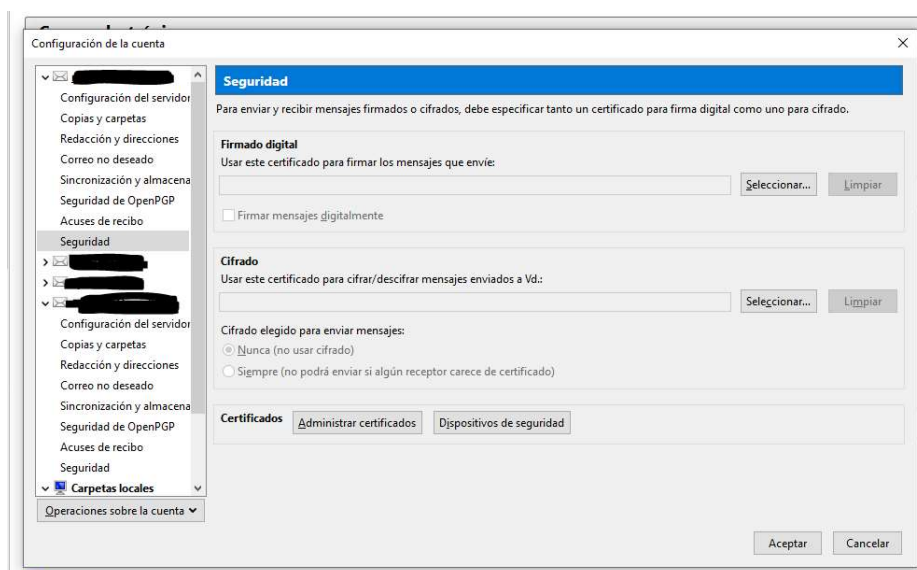 Configuración de la cuenta
Configuración del servidor
Copias y carpetas
Redacción y direcciones
Correo no deseado
Sincronización y almacena
Seguridad de OpenPGP
Acuses de recibo
Seguridad
Configuración del servidor
Copias y carpetas
Redacción y direcciones
Correo no deseado
Sincronización y almacena
Seguridad de OpenPGP
Acuses de recibo
Seguridad
Carpetas locales
Operaciones sobre la cuenta
Seguridad
Para enviar y recibir mensajes firmados o cifrados, debe especificar tanto un certificado para firma digital como uno para cifrado.
Firmado digital
Usar este certificado para firmar los mensajes que envíe:
Seleccionar... Limpiar
Firmar mensajes digitalmente
Cifrado
Usar este certificado para cifrar/descifrar mensajes enviados a Vd.:
Seleccionar... Limpiar
Cifrado elegido para enviar mensajes:
Nunca (no usar cifrado)
Siempre (no podrá enviar si algún receptor carece de certificado)
Certificados Administrar certificados Dispositivos de seguridad
Aceptar Cancelar